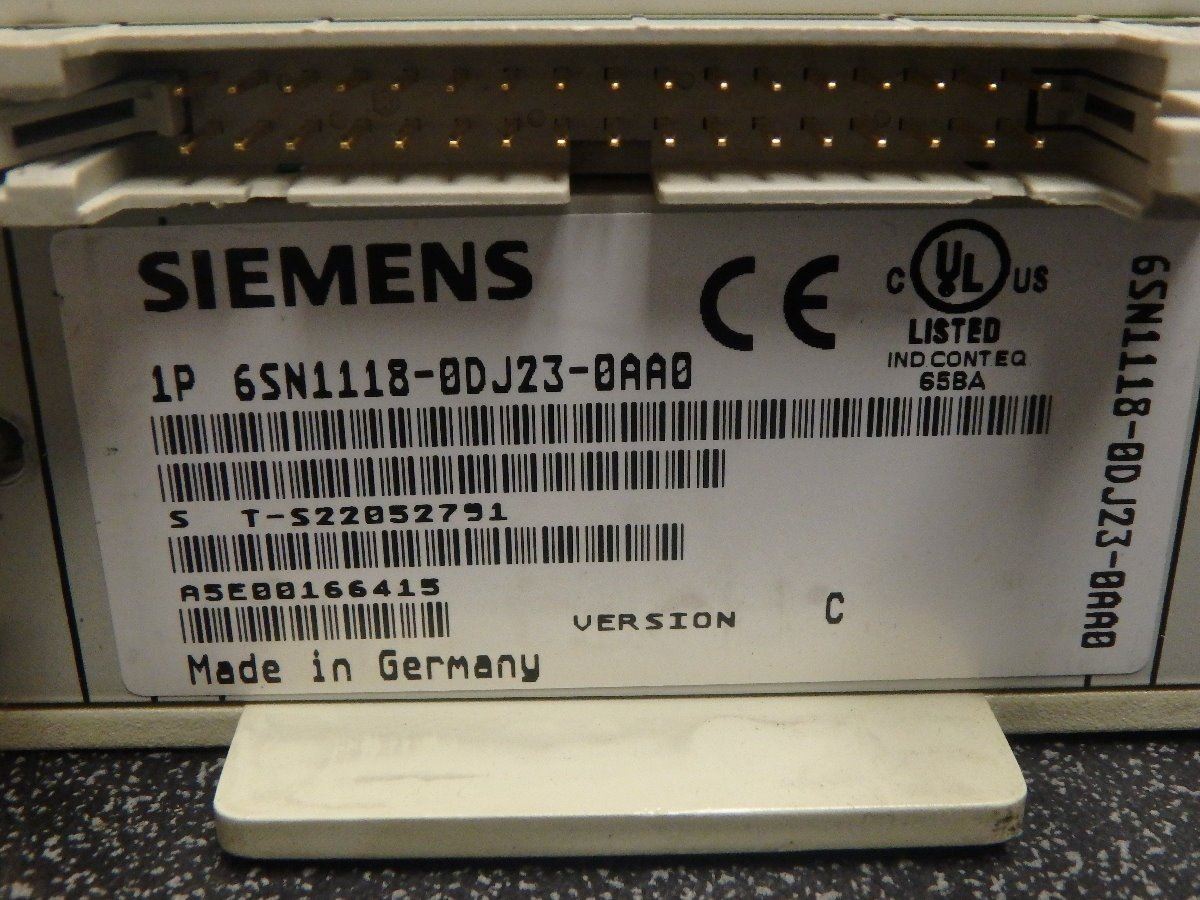 SIEMENS
CE
C UL US
LISTED
IND CONT EQ
65BA
1P 6SN1118-0DJ23-0AA0
S T-S22052791
A5E00166415
VERSION C
Made in Germany
6SN1118-0DJ23-0AA0